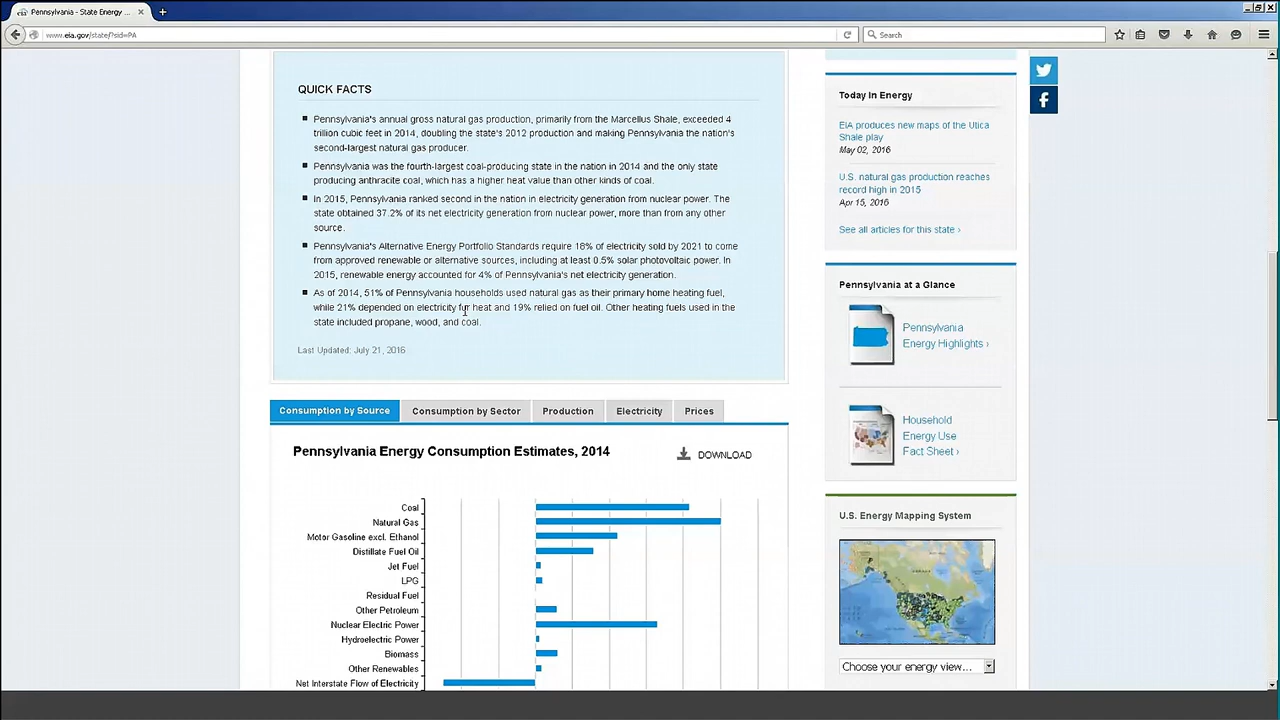 Pennsylvania - State Energy ...
www.eia.gov/state/?sid=PA
Search
QUICK FACTS
Pennsylvania's annual gross natural gas production, primarily from the Marcellus Shale, exceeded 4
trillion cubic feet in 2014, doubling the state's 2012 production and making Pennsylvania the nation's
second-largest natural gas producer.
Pennsylvania was the fourth-largest coal-producing state in the nation in 2014 and the only state
producing anthracite coal, which has a higher heat value than other kinds of coal.
In 2015, Pennsylvania ranked second in the nation in electricity generation from nuclear power. The
state obtained 37.2% of its net electricity generation from nuclear power, more than from any other
source.
Pennsylvania's Alternative Energy Portfolio Standards require 18% of electricity sold by 2021 to come
from approved renewable or alternative sources, including at least 0.5% solar photovoltaic power. In
2015, renewable energy accounted for 4% of Pennsylvania's net electricity generation.
As of 2014, 51% of Pennsylvania households used natural gas as their primary home heating fuel,
while 21% depended on electricity for heat and 19% relied on fuel oil. Other heating fuels used in the
state included propane, wood, and coal.
Last Updated: July 21, 2016
Consumption by Source
Consumption by Sector
Production
Electricity
Prices
Pennsylvania Energy Consumption Estimates, 2014
DOWNLOAD
Coal
Natural Gas
Motor Gasoline excl. Ethanol
Distillate Fuel Oil
Jet Fuel
LPG
Residual Fuel
Other Petroleum
Nuclear Electric Power
Hydroelectric Power
Biomass
Other Renewables
Net Interstate Flow of Electricity
Today In Energy
EIA produces new maps of the Utica
Shale play
May 02, 2016
U.S. natural gas production reaches
record high in 2015
Apr 15, 2016
See all articles for this state ›
Pennsylvania at a Glance
Pennsylvania
Energy Highlights ›
Household
Energy Use
Fact Sheet ›
U.S. Energy Mapping System
Choose your energy view...